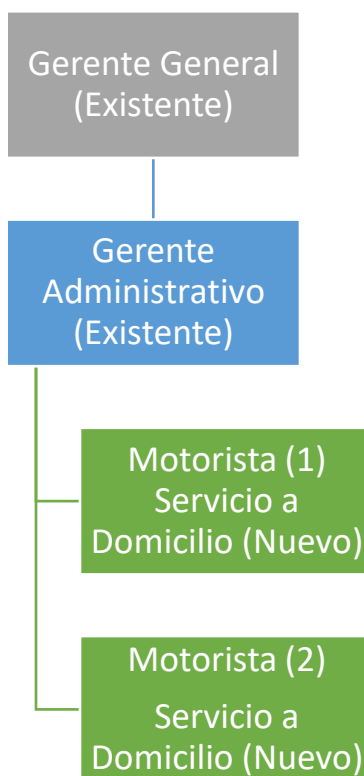 Gerente General
(Existente)
Gerente
Administrativo
(Existente)
Motorista (1)
Servicio a
Domicilio (Nuevo)
Motorista (2)
Servicio a
Domicilio (Nuevo)